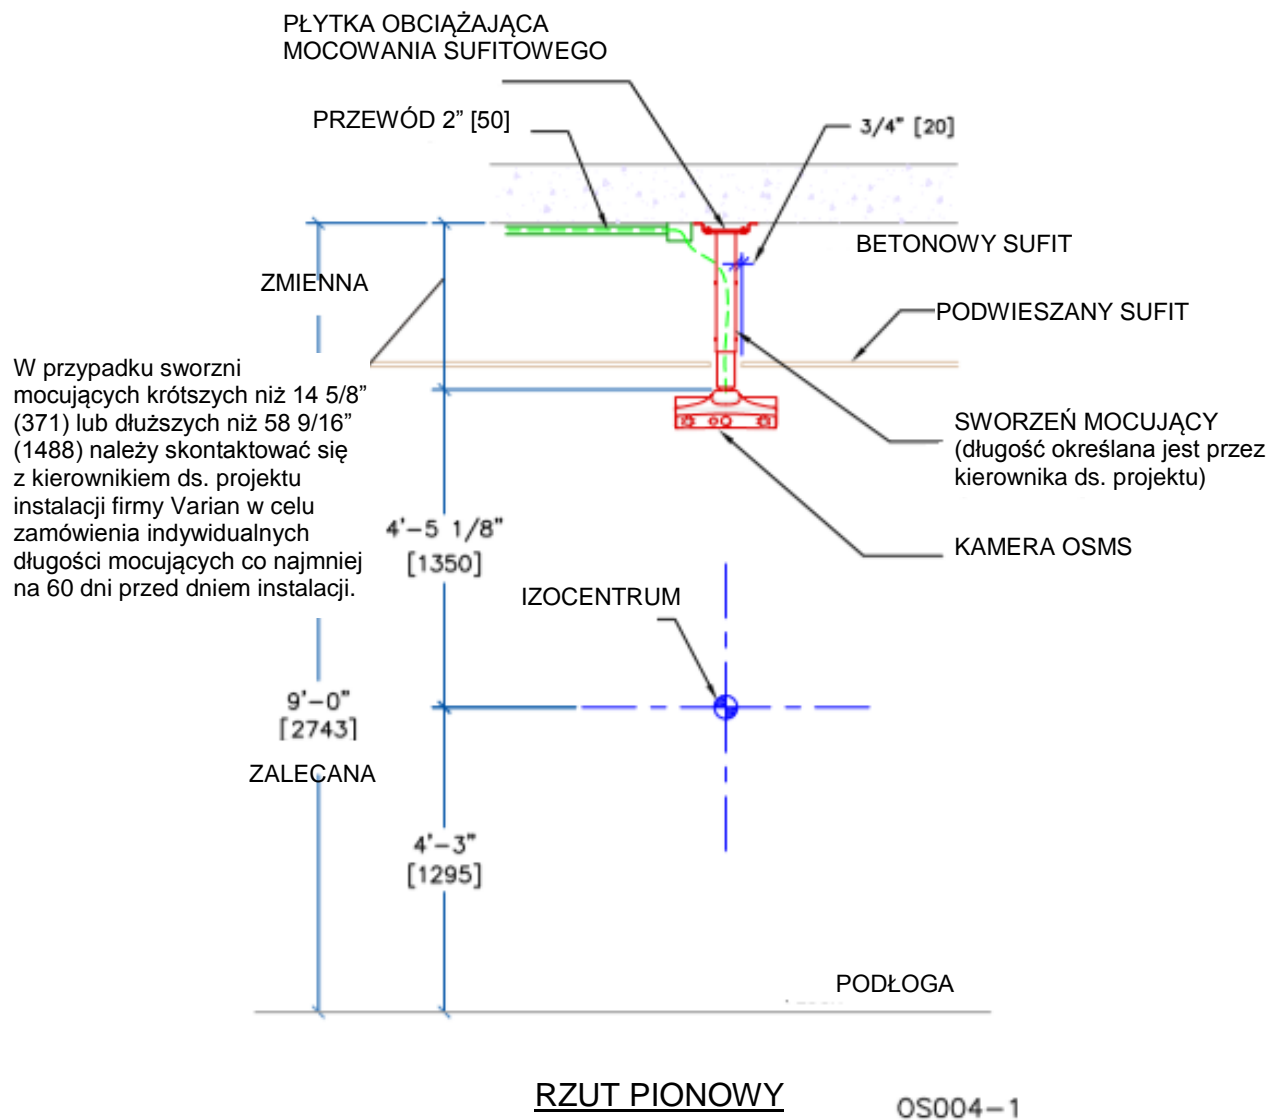 PŁYTKA OBCIĄŻAJĄCA
MOCOWANIA SUFITOWEGO
PRZEWÓD 2” [50]
3/4" [20]
BETONOWY SUFIT
ZMIENNA
PODWIESZANY SUFIT
W przypadku sworzni
mocujących krótszych niż 14 5/8”
(371) lub dłuższych niż 58 9/16”
(1488) należy skontaktować się
z kierownikiem ds. projektu
instalacji firmy Varian w celu
zamówienia indywidualnych
długości mocujących co najmniej
na 60 dni przed dniem instalacji.
SWORZEŃ MOCUJĄCY
(długość określana jest przez
kierownika ds. projektu)
4'-5 1/8"
[1350]
KAMERA OSMS
IZOCENTRUM
9'-0"
[2743]
ZALECANA
4'-3"
[1295]
PODŁOGA
RZUT PIONOWY
OS004-1